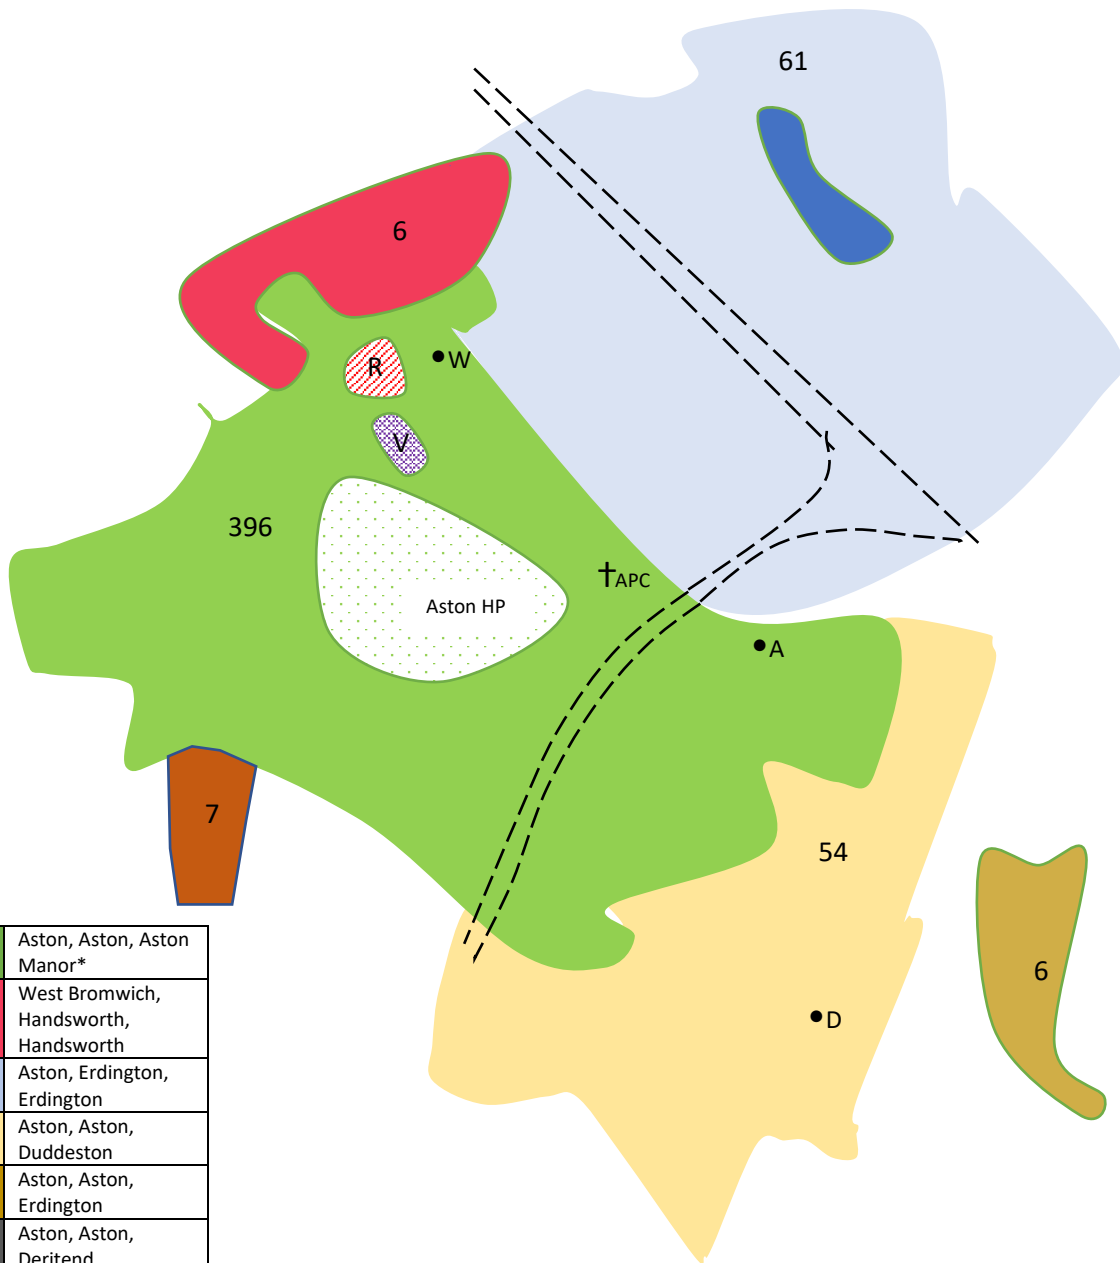 61
6
R
W
V
396
Aston HP
†APC
A
7
54
6
D
Aston, Aston, Aston
Manor*
West Bromwich,
Handsworth,
Handsworth
Aston, Erdington,
Erdington
Aston, Aston,
Duddeston
Aston, Aston,
Erdington
Aston, Aston,
Deritend